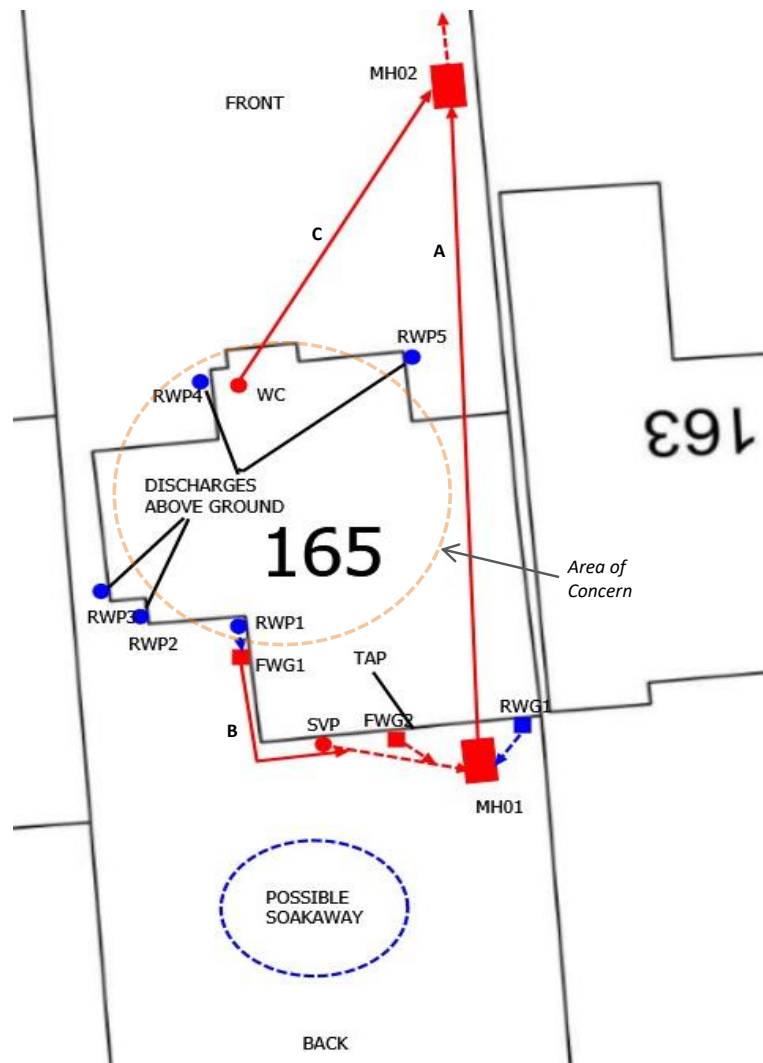 MH02
FRONT
C
A
RWP5
RWP4
WC
163
DISCHARGES
ABOVE GROUND
165
Area of
Concern
RWP3
RWP1
RWP2
FWG1
TAP
B
SVP
FWG2
RWG1
MH01
POSSIBLE
SOAKAWAY
BACK